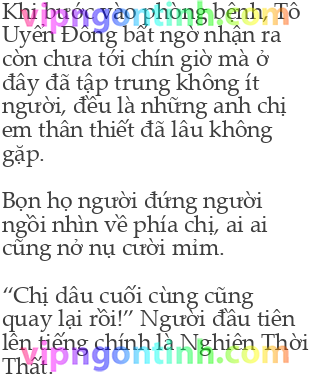 Khi bước vào phòng bệnh, Tô
Uyển Đồng bất ngờ nhận ra
còn chưa tới chín giờ mà ở
đây đã tập trung không ít
người, đều là những anh chị
em thân thiết đã lâu không
gặp.

Bọn họ người đứng người
ngồi nhìn về phía chị, ai ai
cũng nở nụ cười mỉm.

“Chị dâu cuối cùng cũng
quay lại rồi!” Người đầu tiên
lên tiếng chính là Nghiên Thời
Thất.
vipngontinh.com
vipngontinh.com